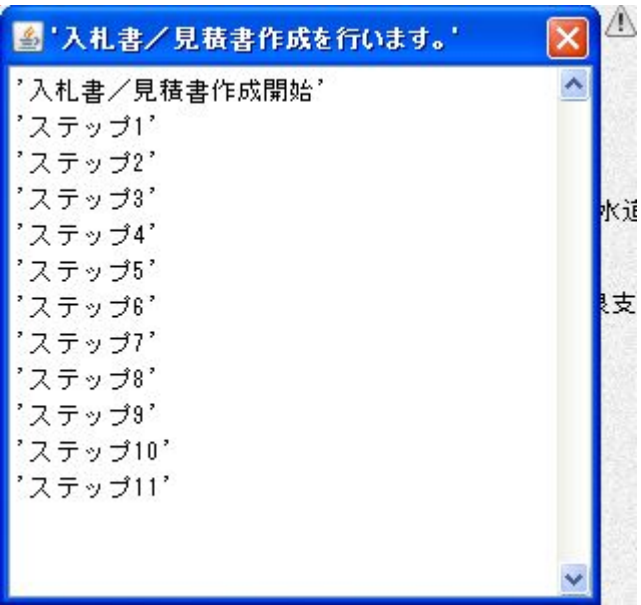 '入札書／見積書作成を行います。'
'入札書／見積書作成開始'
'ステップ1'
'ステップ2'
'ステップ3'
'ステップ4'
'ステップ5'
'ステップ6'
'ステップ7'
'ステップ8'
'ステップ9'
'ステップ10'
'ステップ11'
水道
支